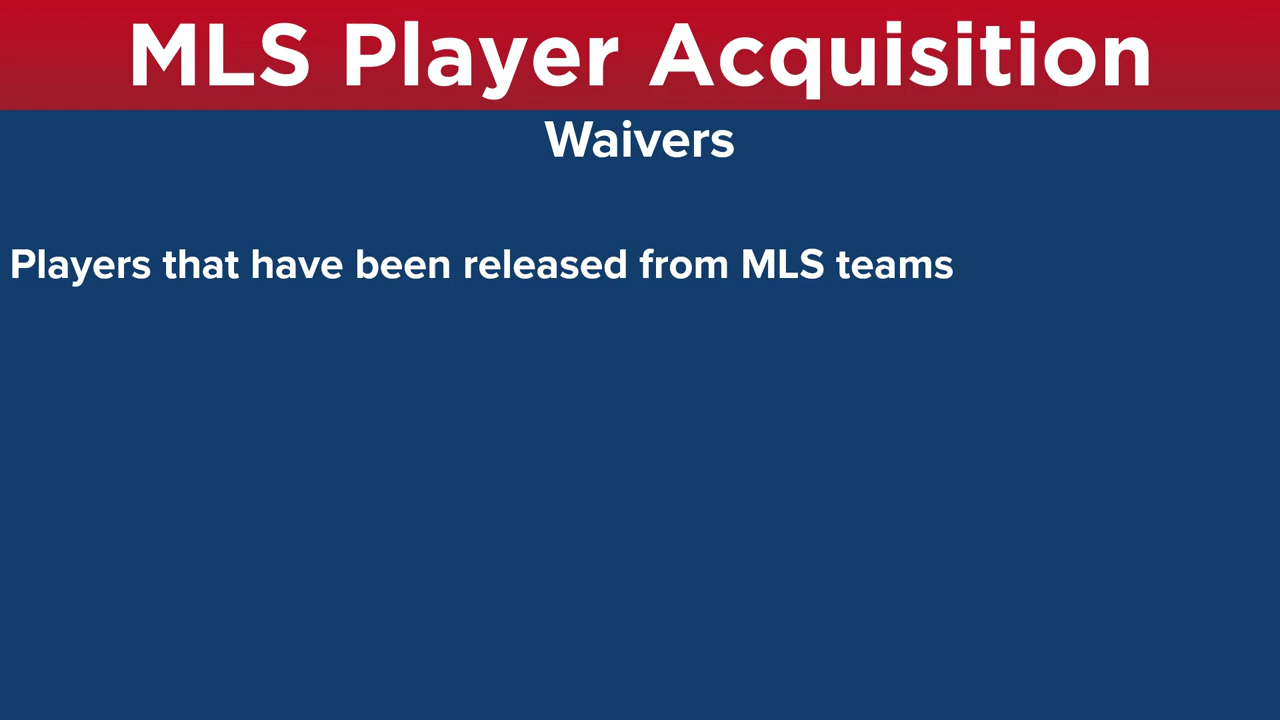 MLS Player Acquisition
Waivers
Players that have been released from MLS teams